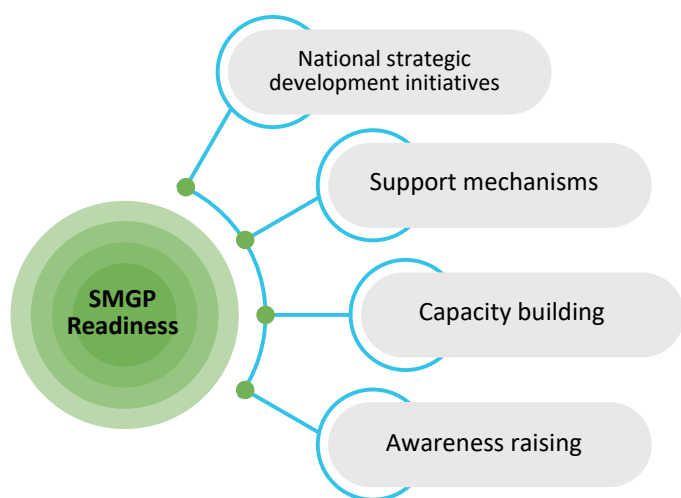 National strategic
development initiatives
Support mechanisms
SMGP
Readiness
Capacity building
Awareness raising